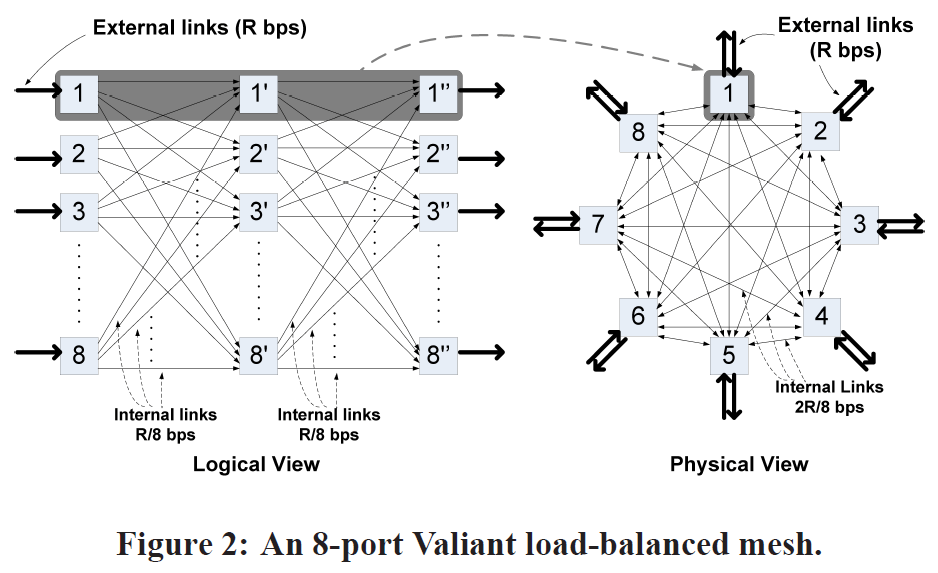 External links (R bps)
1
1'
1''
2
2'
2''
3
3'
3''
8
8'
8''
Internal links
R/8 bps
Internal links
R/8 bps
Logical View
External links
(R bps)
1
2
3
4
5
6
7
8
Internal Links
2R/8 bps
Physical View
Figure 2: An 8-port Valiant load-balanced mesh.